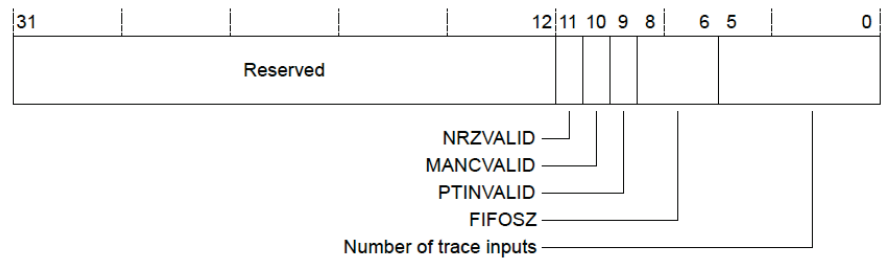 31 12 11 10 9 8 6 5 0
Reserved
NRZVALID
MANCVALID
PTINVALID
FIFOSZ
Number of trace inputs